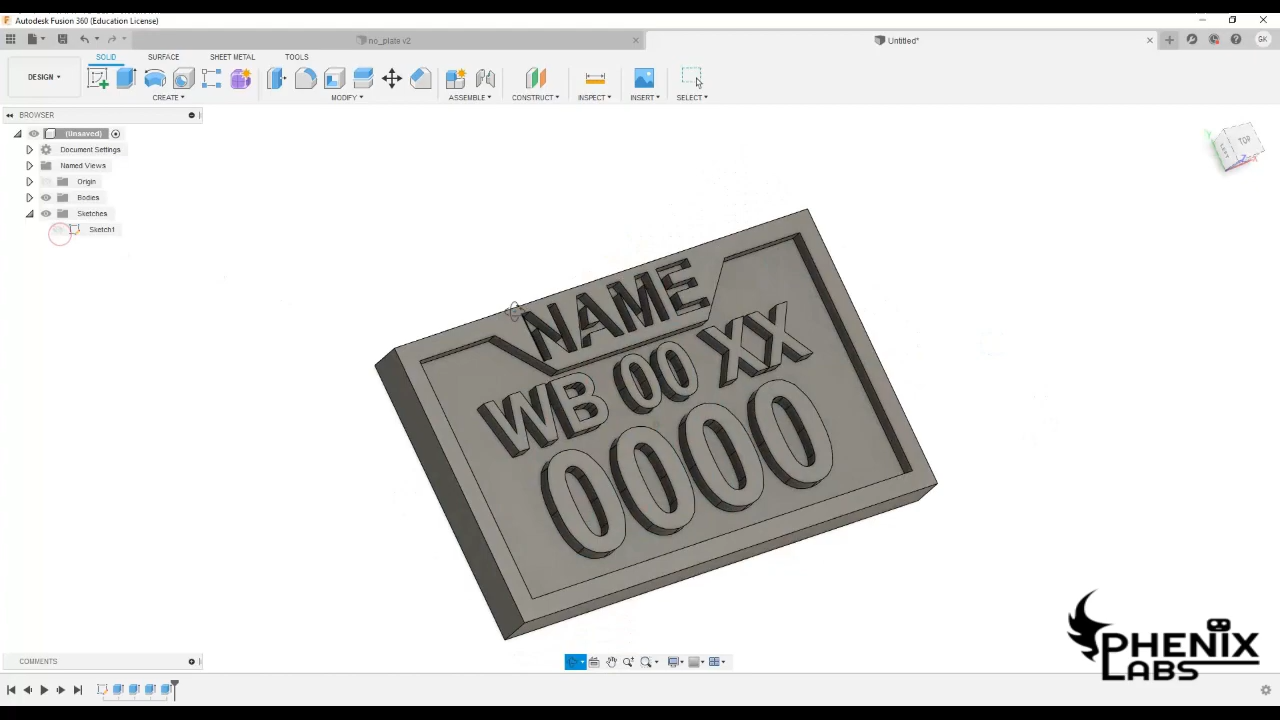 Autodesk Fusion 360 (Education License)
no_plate v2
Untitled*
GK
DESIGN
SOLID
SURFACE
SHEET METAL
TOOLS
CREATE
MODIFY
ASSEMBLE
CONSTRUCT
INSPECT
INSERT
SELECT
BROWSER
(Unsaved)
Document Settings
Named Views
Origin
Bodies
Sketches
Sketch1
TOP
NAME
WB 00 XX
0000
PHENIX
LABS
COMMENTS